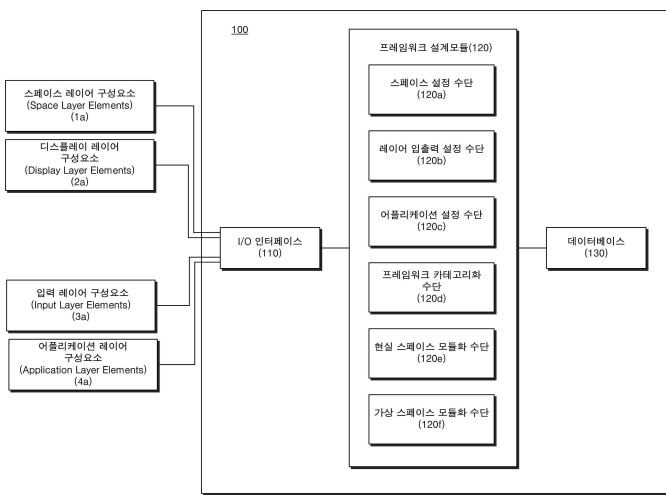 100
프레임워크 설계모듈(120)
스페이스 레이어 구성요소
(Space Layer Elements)
(1a)
디스플레이 레이어
구성요소
(Display Layer Elements)
(2a)
입력 레이어 구성요소
(Input Layer Elements)
(3a)
어플리케이션 레이어
구성요소
(Application Layer Elements)
(4a)
I/O 인터페이스
(110)
스페이스 설정 수단
(120a)
레이어 입출력 설정 수단
(120b)
어플리케이션 설정 수단
(120c)
프레임워크 카테고리화
수단
(120d)
현실 스페이스 모듈화 수단
(120e)
가상 스페이스 모듈화 수단
(120f)
데이터베이스
(130)